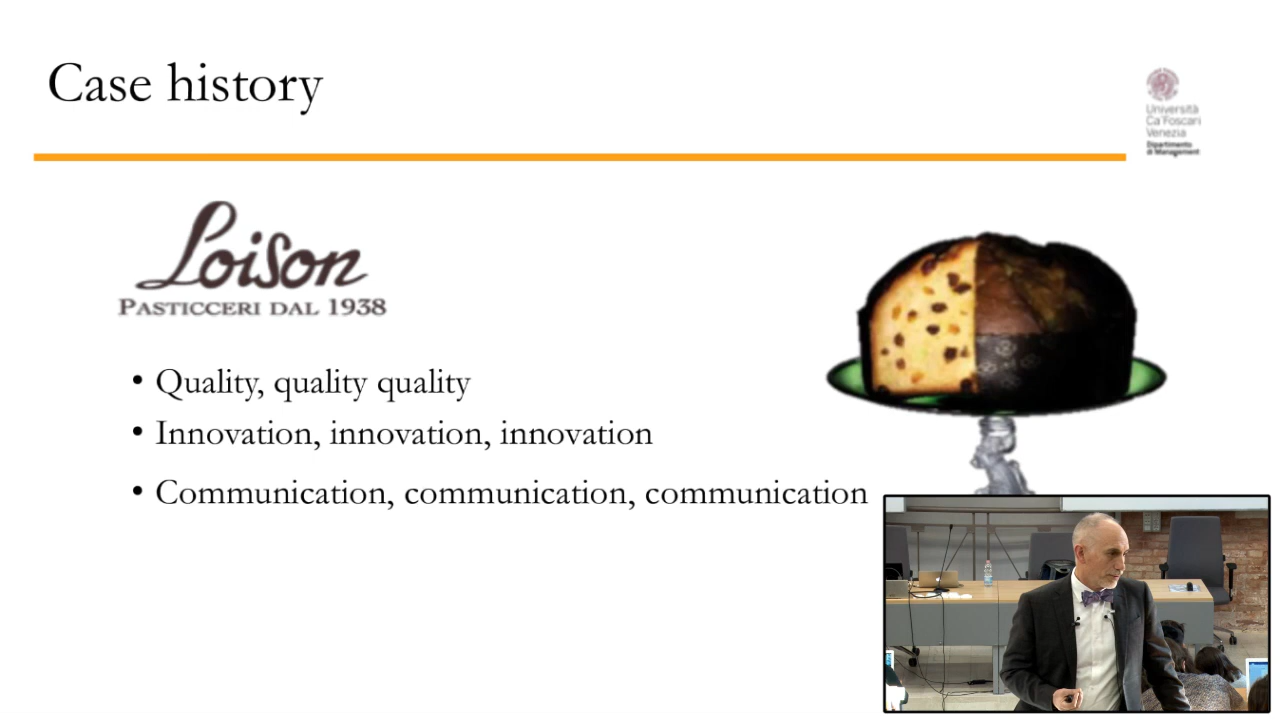 Case history
Università
Ca'Foscari
Venezia
Dipartimento
di Management
Loison
PASTICCERI DAL 1938
• Quality, quality quality
• Innovation, innovation, innovation
• Communication, communication, communication